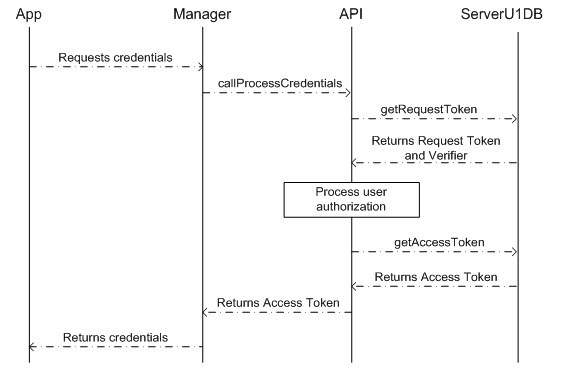 App Manager API ServerU1DB
Requests credentials
callProcessCredentials
getRequestToken
Returns Request Token
and Verifier
Process user
authorization
getAccessToken
Returns Access Token
Returns Access Token
Returns credentials